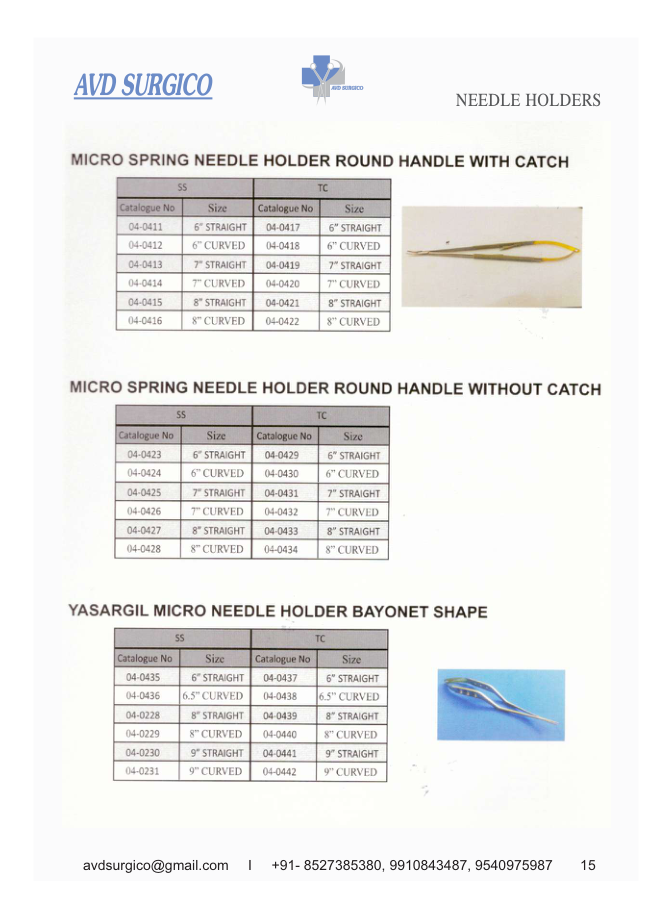 AVD SURGICO
AVD SURGICO
NEEDLE HOLDERS
MICRO SPRING NEEDLE HOLDER ROUND HANDLE WITH CATCH
SS TC
Catalogue No Size Catalogue No Size
04-0411 6” STRAIGHT 04-0417 6” STRAIGHT
04-0412 6” CURVED 04-0418 6” CURVED
04-0413 7” STRAIGHT 04-0419 7” STRAIGHT
04-0414 7” CURVED 04-0420 7” CURVED
04-0415 8” STRAIGHT 04-0421 8” STRAIGHT
04-0416 8” CURVED 04-0422 8” CURVED
MICRO SPRING NEEDLE HOLDER ROUND HANDLE WITHOUT CATCH
SS TC
Catalogue No Size Catalogue No Size
04-0423 6” STRAIGHT 04-0429 6” STRAIGHT
04-0424 6” CURVED 04-0430 6” CURVED
04-0425 7” STRAIGHT 04-0431 7” STRAIGHT
04-0426 7” CURVED 04-0432 7” CURVED
04-0427 8” STRAIGHT 04-0433 8” STRAIGHT
04-0428 8” CURVED 04-0434 8” CURVED
YASARGIL MICRO NEEDLE HOLDER BAYONET SHAPE
SS TC
Catalogue No Size Catalogue No Size
04-0435 6” STRAIGHT 04-0437 6” STRAIGHT
04-0436 6.5” CURVED 04-0438 6.5” CURVED
04-0228 8” STRAIGHT 04-0439 8” STRAIGHT
04-0229 8” CURVED 04-0440 8” CURVED
04-0230 9” STRAIGHT 04-0441 9” STRAIGHT
04-0231 9” CURVED 04-0442 9” CURVED
avdsurgico@gmail.com I +91- 8527385380, 9910843487, 9540975987 15